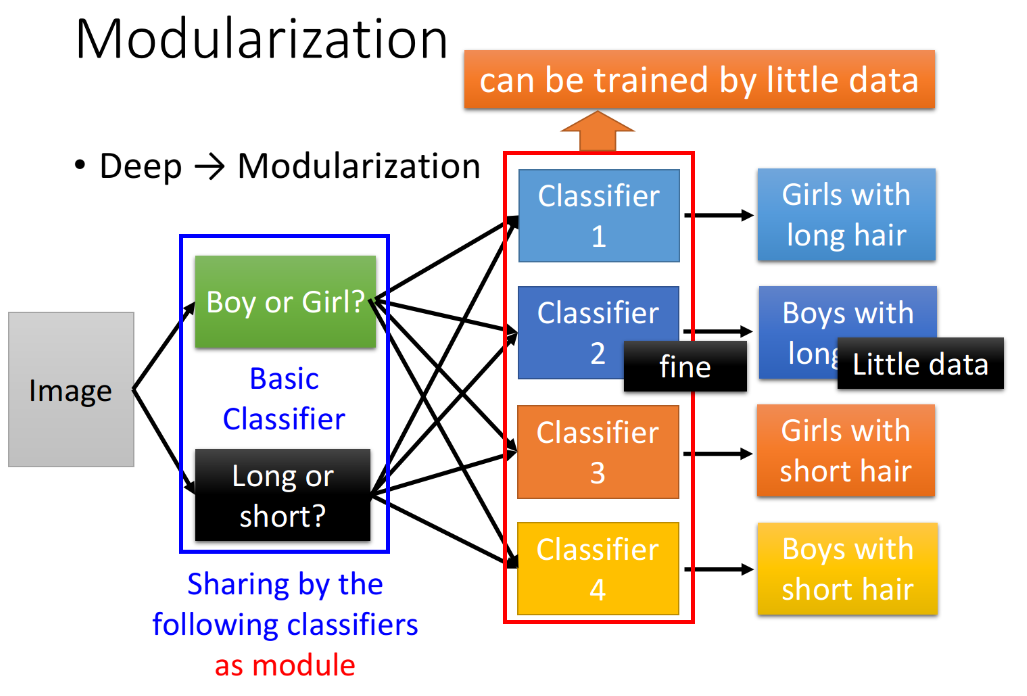 Modularization
can be trained by little data
• Deep → Modularization
Image
Boy or Girl?
Basic
Classifier
Long or
short?
Sharing by the
following classifiers
as module
Classifier
1
Girls with
long hair
Classifier
2
fine
Boys with
long
Little data
Classifier
3
Girls with
short hair
Classifier
4
Boys with
short hair